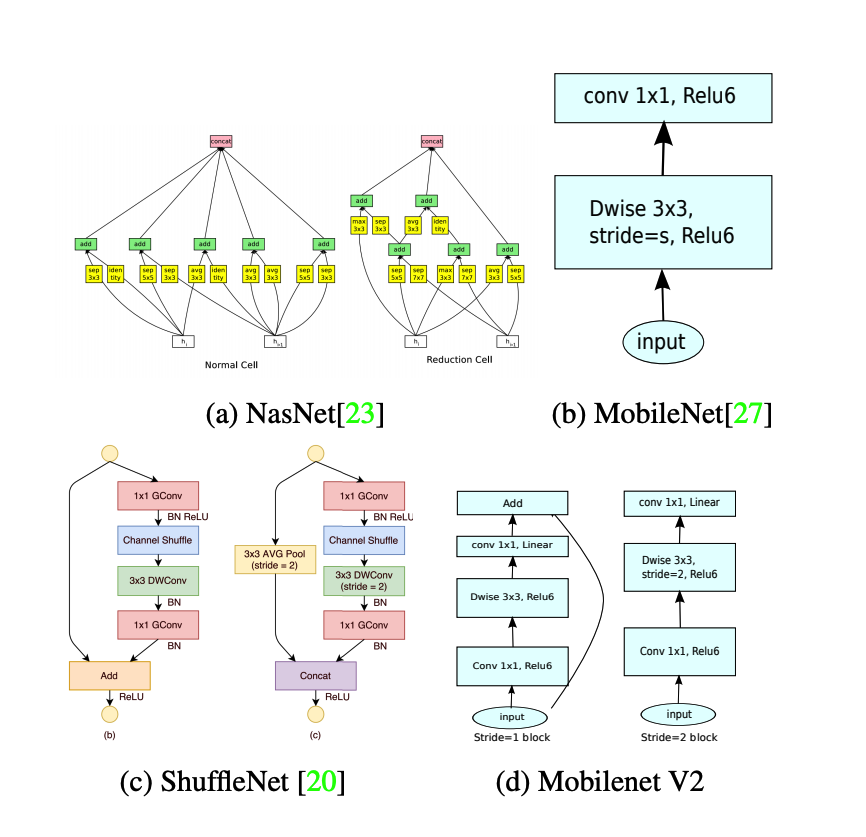 concat
add
add
add
add
add
sep
3x3
iden
tity
sep
5x5
sep
3x3
avg
3x3
iden
tity
avg
3x3
avg
3x3
sep
5x5
sep
3x3
Normal Cell
concat
add
add
max
3x3
sep
3x3
avg
3x3
iden
tity
add
add
add
sep
5x5
sep
7x7
max
3x3
sep
7x7
avg
3x3
sep
5x5
Reduction Cell
(a) NasNet[23]
conv 1x1, Relu6
Dwise 3x3,
stride=s, Relu6
input
(b) MobileNet[27]
1x1 GConv
BN ReLU
Channel Shuffle
3x3 DWConv
BN
1x1 GConv
BN
Add
ReLU
(b)
3x3 AVG Pool
(stride = 2)
1x1 GConv
BN ReLU
Channel Shuffle
3x3 DWConv
(stride = 2)
BN
1x1 GConv
BN
Concat
ReLU
(c)
(c) ShuffleNet [20]
Add
conv 1x1, Linear
Dwise 3x3, Relu6
Conv 1x1, Relu6
input
Stride=1 block
conv 1x1, Linear
Dwise 3x3,
stride=2, Relu6
Conv 1x1, Relu6
input
Stride=2 block
(d) Mobilenet V2